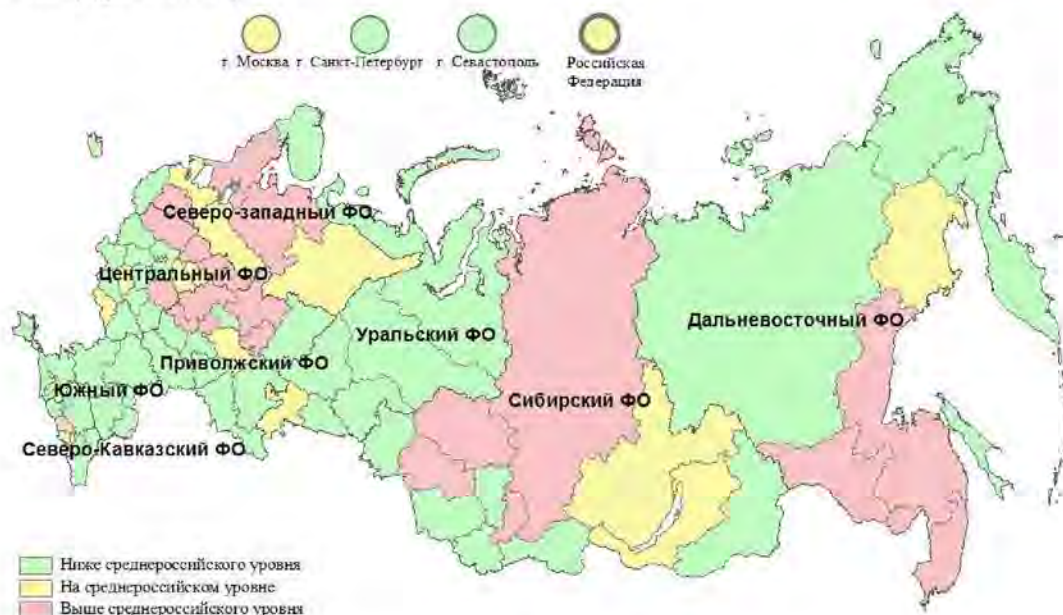 г. Москва г. Санкт-Петербург г. Севастополь Российская
Федерация
Северо-западный ФО
Центральный ФО
Уральский ФО
Дальневосточный ФО
Приволжский ФО
Южный ФО
Сибирский ФО
Северо-Кавказский ФО
Ниже среднероссийского уровня
На среднероссийском уровне
Выше среднероссийского уровня